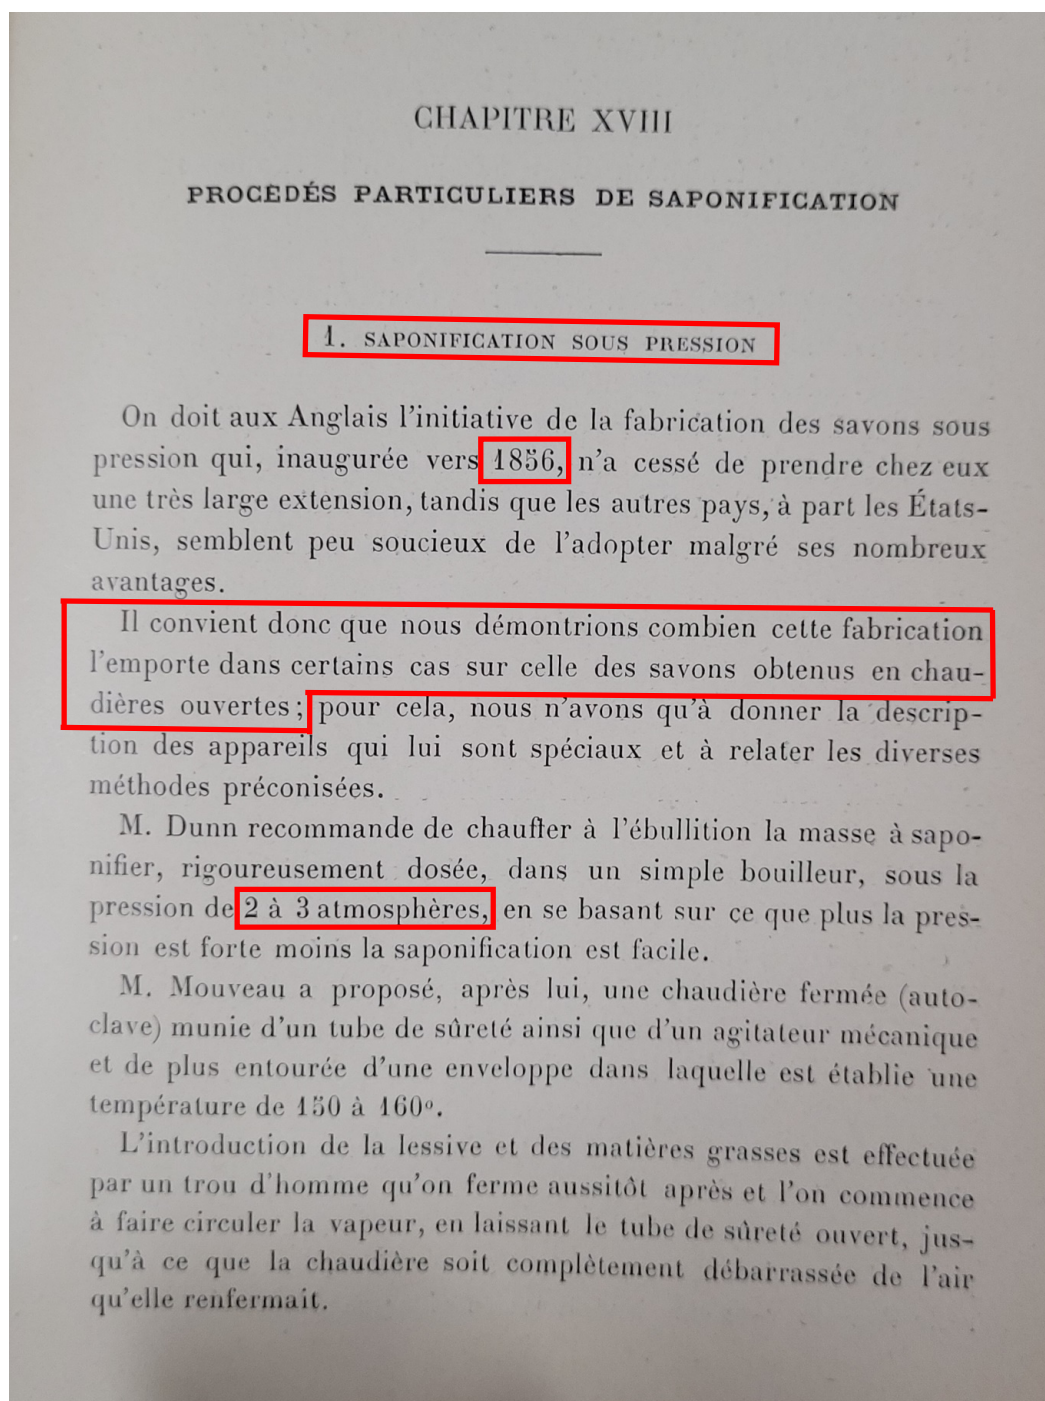 CHAPITRE XVIII
PROCÉDÉS PARTICULIERS DE SAPONIFICATION
1. SAPONIFICATION SOUS PRESSION
On doit aux Anglais l'initiative de la fabrication des savons sous
pression qui, inaugurée vers 1856, n'a cessé de prendre chez eux
une très large extension, tandis que les autres pays, à part les États-
Unis, semblent peu soucieux de l'adopter malgré ses nombreux
avantages.
Il convient donc que nous démontrions combien cette fabrication
l'emporte dans certains cas sur celle des savons obtenus en chau-
dières ouvertes; pour cela, nous n'avons qu'à donner la descrip-
tion des appareils qui lui sont spéciaux et à relater les diverses
méthodes préconisées.
M. Dunn recommande de chauffer à l'ébullition la masse à sapo-
nifier, rigoureusement dosée, dans un simple bouilleur, sous la
pression de 2 à 3 atmosphères, en se basant sur ce que plus la pres-
sion est forte moins la saponification est facile.
M. Mouveau a proposé, après lui, une chaudière fermée (auto-
clave) munie d'un tube de sûreté ainsi que d'un agitateur mécanique
et de plus entourée d'une enveloppe dans laquelle est établie une
température de 150 à 160º.
L'introduction de la lessive et des matières grasses est effectuée
par un trou d'homme qu'on ferme aussitôt après et l'on commence
à faire circuler la vapeur, en laissant le tube de sûreté ouvert, jus-
qu'à ce que la chaudière soit complètement débarrassée de l'air
qu'elle renfermait.